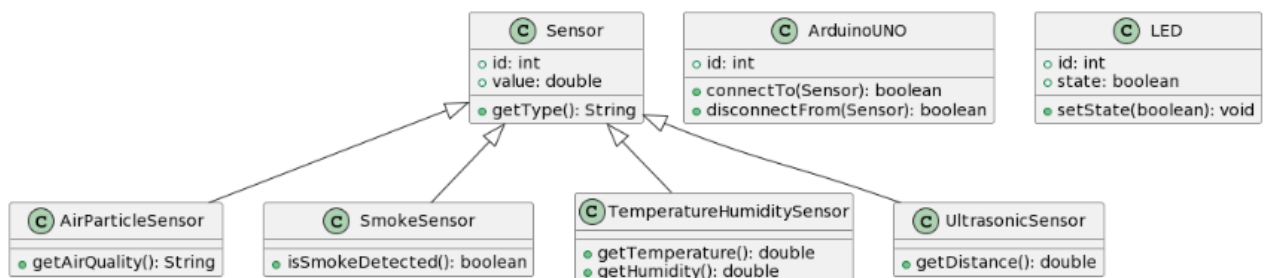 C Sensor
id: int
value: double
getType(): String
C ArduinoUNO
id: int
connectTo(Sensor): boolean
disconnectFrom(Sensor): boolean
C LED
id: int
state: boolean
setState(boolean): void
C AirParticleSensor
getAirQuality(): String
C SmokeSensor
isSmokeDetected(): boolean
C TemperatureHumiditySensor
getTemperature(): double
getHumidity(): double
C UltrasonicSensor
getDistance(): double